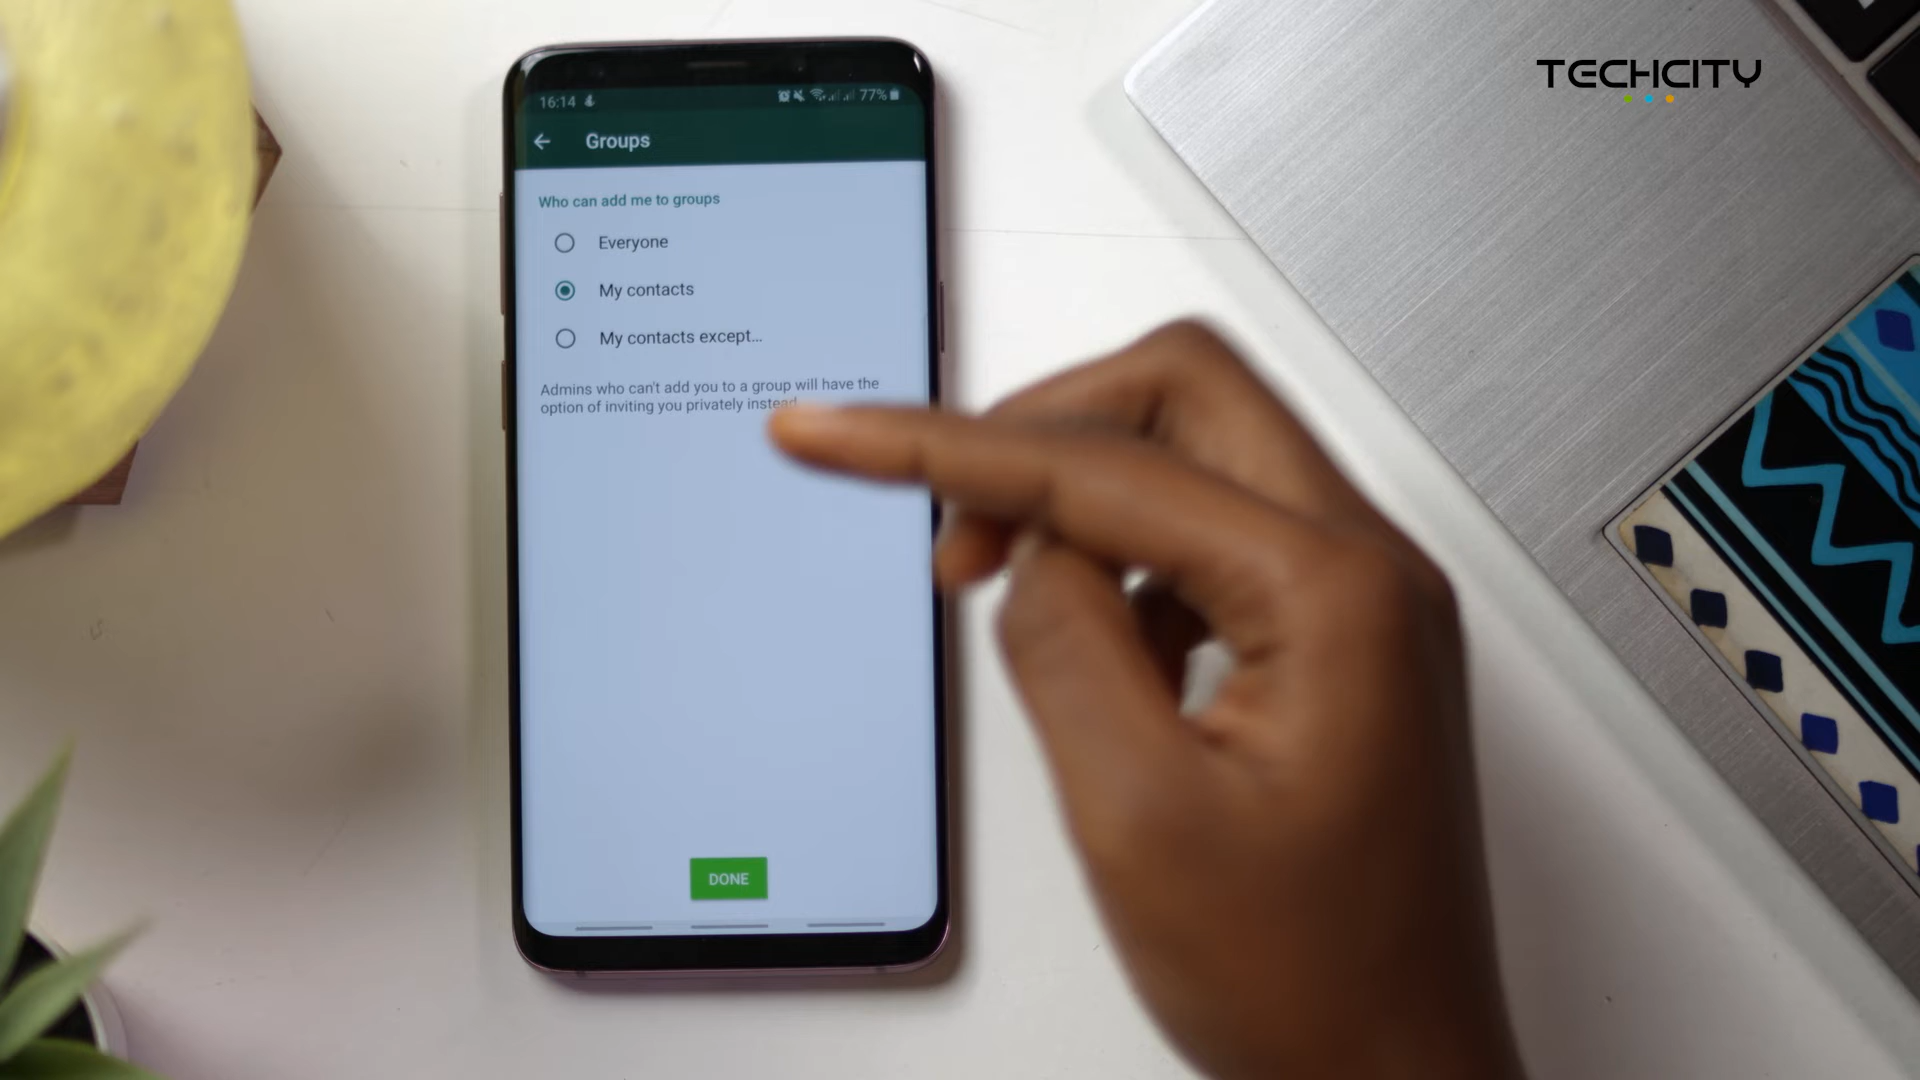 TECHCITY
16:14
77%
Groups
Who can add me to groups
Everyone
My contacts
My contacts except...
Admins who can't add you to a group will have the
option of inviting you privately instead
DONE